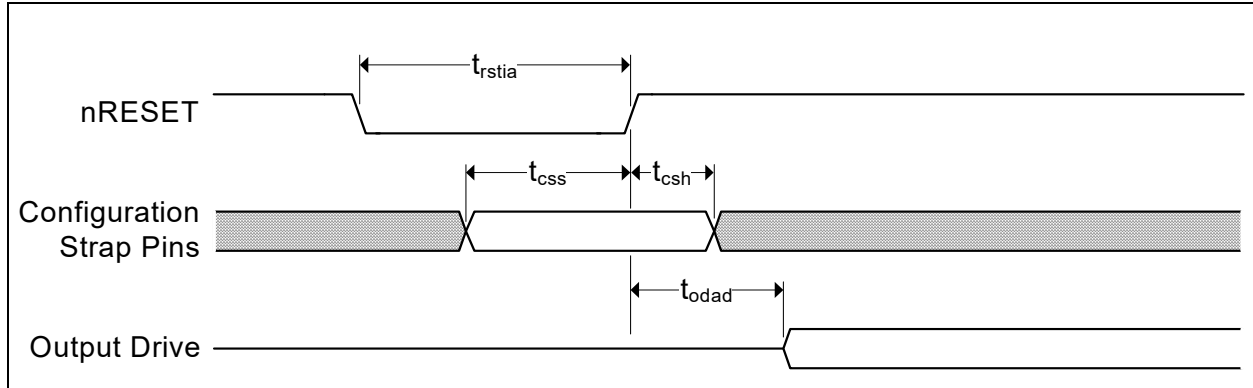 t_rstia
nRESET
t_css
t_csh
Configuration
Strap Pins
t_odad
Output Drive